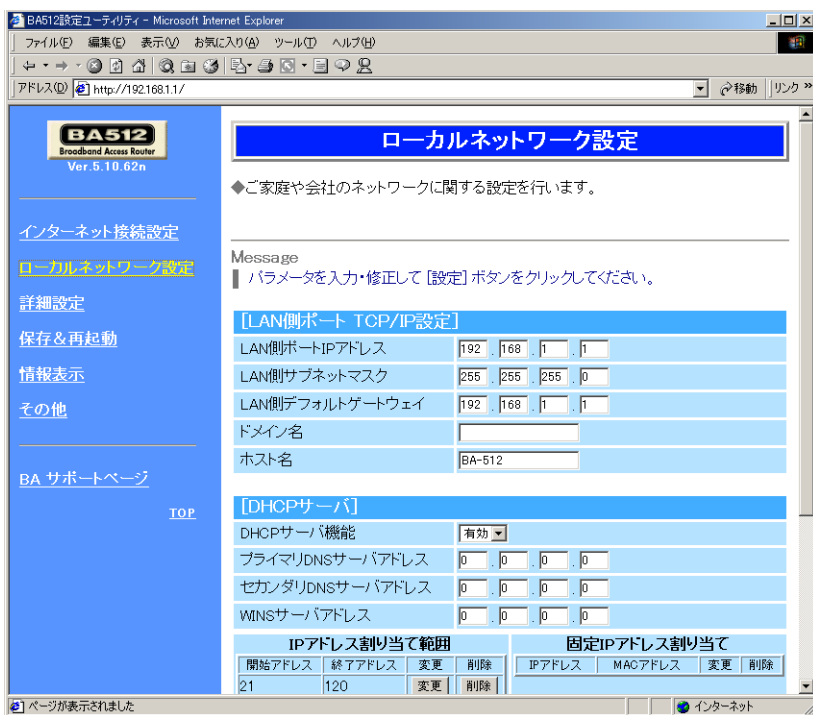 BA512設定ユーティリティ - Microsoft Internet Explorer
ファイル(F) 編集(E) 表示(V) お気に入り(A) ツール(T) ヘルプ(H)
アドレス(D) http://192.168.1.1/ 移動 リンク »
BA512
Broadband Access Router
Ver.5.10.62n
インターネット接続設定
ローカルネットワーク設定
詳細設定
保存&再起動
情報表示
その他
BA サポートページ
TOP
ローカルネットワーク設定
◆ご家庭や会社のネットワークに関する設定を行います。
Message
パラメータを入力・修正して [設定] ボタンをクリックしてください。
[LAN側ポート TCP/IP設定]
LAN側ポートIPアドレス 192 . 168 . 1 . 1
LAN側サブネットマスク 255 . 255 . 255 . 0
LAN側デフォルトゲートウェイ 192 . 168 . 1 . 1
ドメイン名
ホスト名 BA-512
[DHCPサーバ]
DHCPサーバ機能 有効
プライマリDNSサーバアドレス 0 . 0 . 0 . 0
セカンダリDNSサーバアドレス 0 . 0 . 0 . 0
WINSサーバアドレス 0 . 0 . 0 . 0
IPアドレス割り当て範囲
開始アドレス 終了アドレス 変更 削除
21 120 変更 削除
固定IPアドレス割り当て
IPアドレス MACアドレス 変更 削除
ページが表示されました インターネット